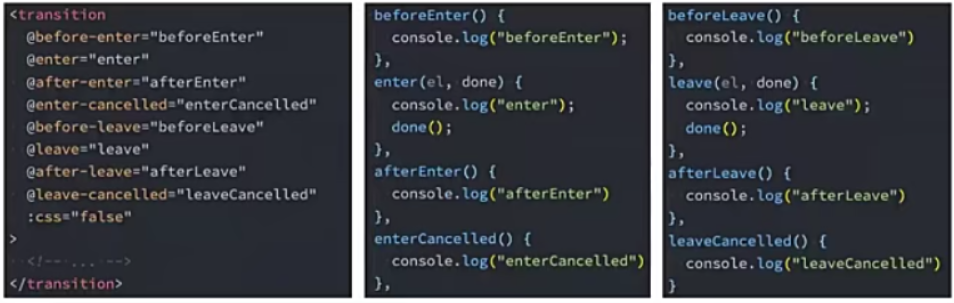 <transition
@before-enter="beforeEnter"
@enter="enter"
@after-enter="afterEnter"
@enter-cancelled="enterCancelled"
@before-leave="beforeLeave"
@leave="leave"
@after-leave="afterLeave"
@leave-cancelled="leaveCancelled"
:css="false"
>
<!-- ... -->
</transition>
beforeEnter() {
console.log("beforeEnter");
},
enter(el, done) {
console.log("enter");
done();
},
afterEnter() {
console.log("afterEnter")
},
enterCancelled() {
console.log("enterCancelled")
},
beforeLeave() {
console.log("beforeLeave")
},
leave(el, done) {
console.log("leave");
done();
},
afterLeave() {
console.log("afterLeave")
},
leaveCancelled() {
console.log("leaveCancelled")
}